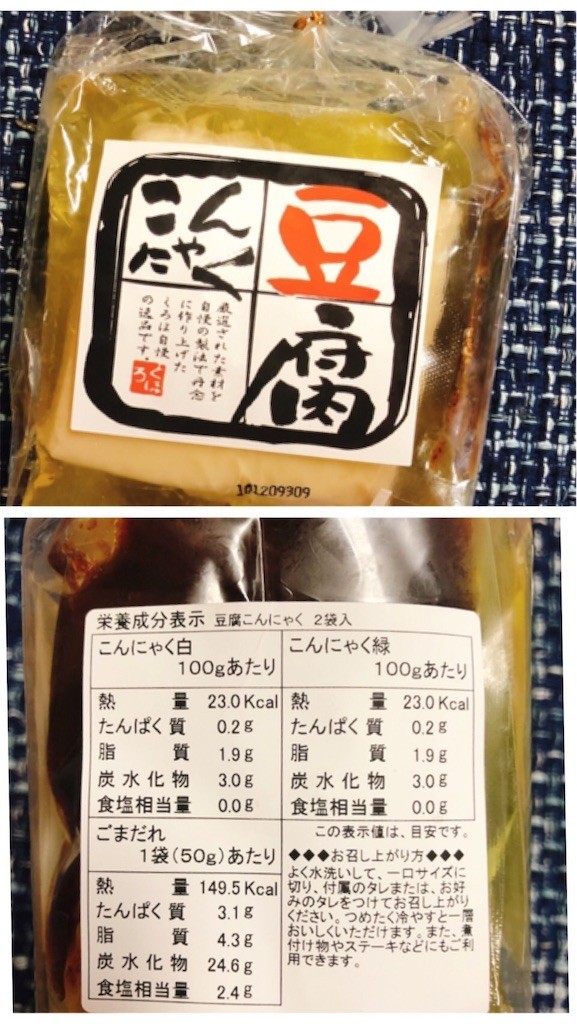 豆腐
こんにゃく
厳選された素材を
自慢の製法で丹念
に作り上げた
くろほ自慢
の逸品です。
くろほ
101209309
栄養成分表示 豆腐こんにゃく 2袋入
こんにゃく白
100gあたり
熱量 23.0Kcal
たんぱく質 0.2g
脂質 1.9g
炭水化物 3.0g
食塩相当量 0.0g
こんにゃく緑
100gあたり
熱量 23.0Kcal
たんぱく質 0.2g
脂質 1.9g
炭水化物 3.0g
食塩相当量 0.0g
ごまだれ
1袋(50g)あたり
熱量 149.5Kcal
たんぱく質 3.1g
脂質 4.3g
炭水化物 24.6g
食塩相当量 2.4g
この表示値は、目安です。
◆◆◆お召し上がり方◆◆◆
よく水洗いして、一口サイズに
切り、付属のタレまたは、お好
みのタレをつけてお召し上がり
ください。つめたく冷やすと一層
おいしくいただけます。また、煮
付け物やステーキなどにもご利
用できます。